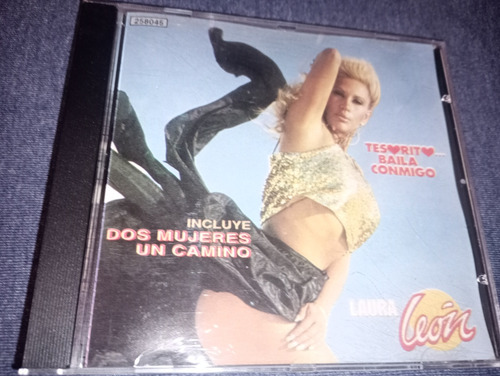 258045
TESORITO
BAILA
CONMIGO
INCLUYE
DOS MUJERES
UN CAMINO
LAURA
León